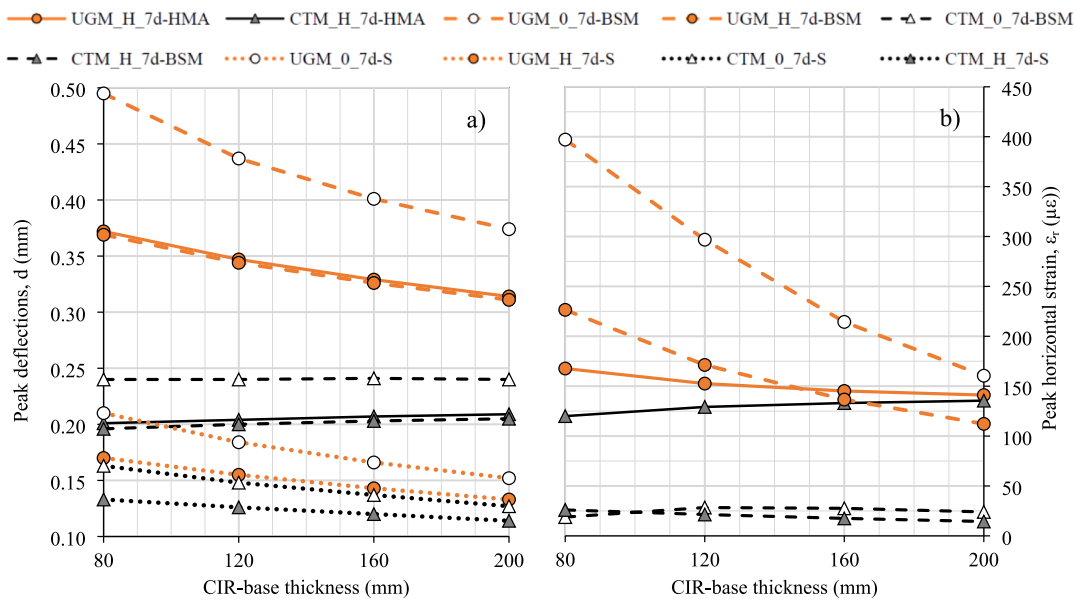 UGM_H_7d-HMA CTM_H_7d-HMA UGM_0_7d-BSM UGM_H_7d-BSM CTM_0_7d-BSM
CTM_H_7d-BSM UGM_0_7d-S UGM_H_7d-S CTM_0_7d-S CTM_H_7d-S
a)
Peak deflections, d (mm)
0.50
0.45
0.40
0.35
0.30
0.25
0.20
0.15
0.10
80 120 160 200
CIR-base thickness (mm)
b)
450
400
350
300
250
200
150
100
50
0
Peak horizontal strain, εr (με)
80 120 160 200
CIR-base thickness (mm)